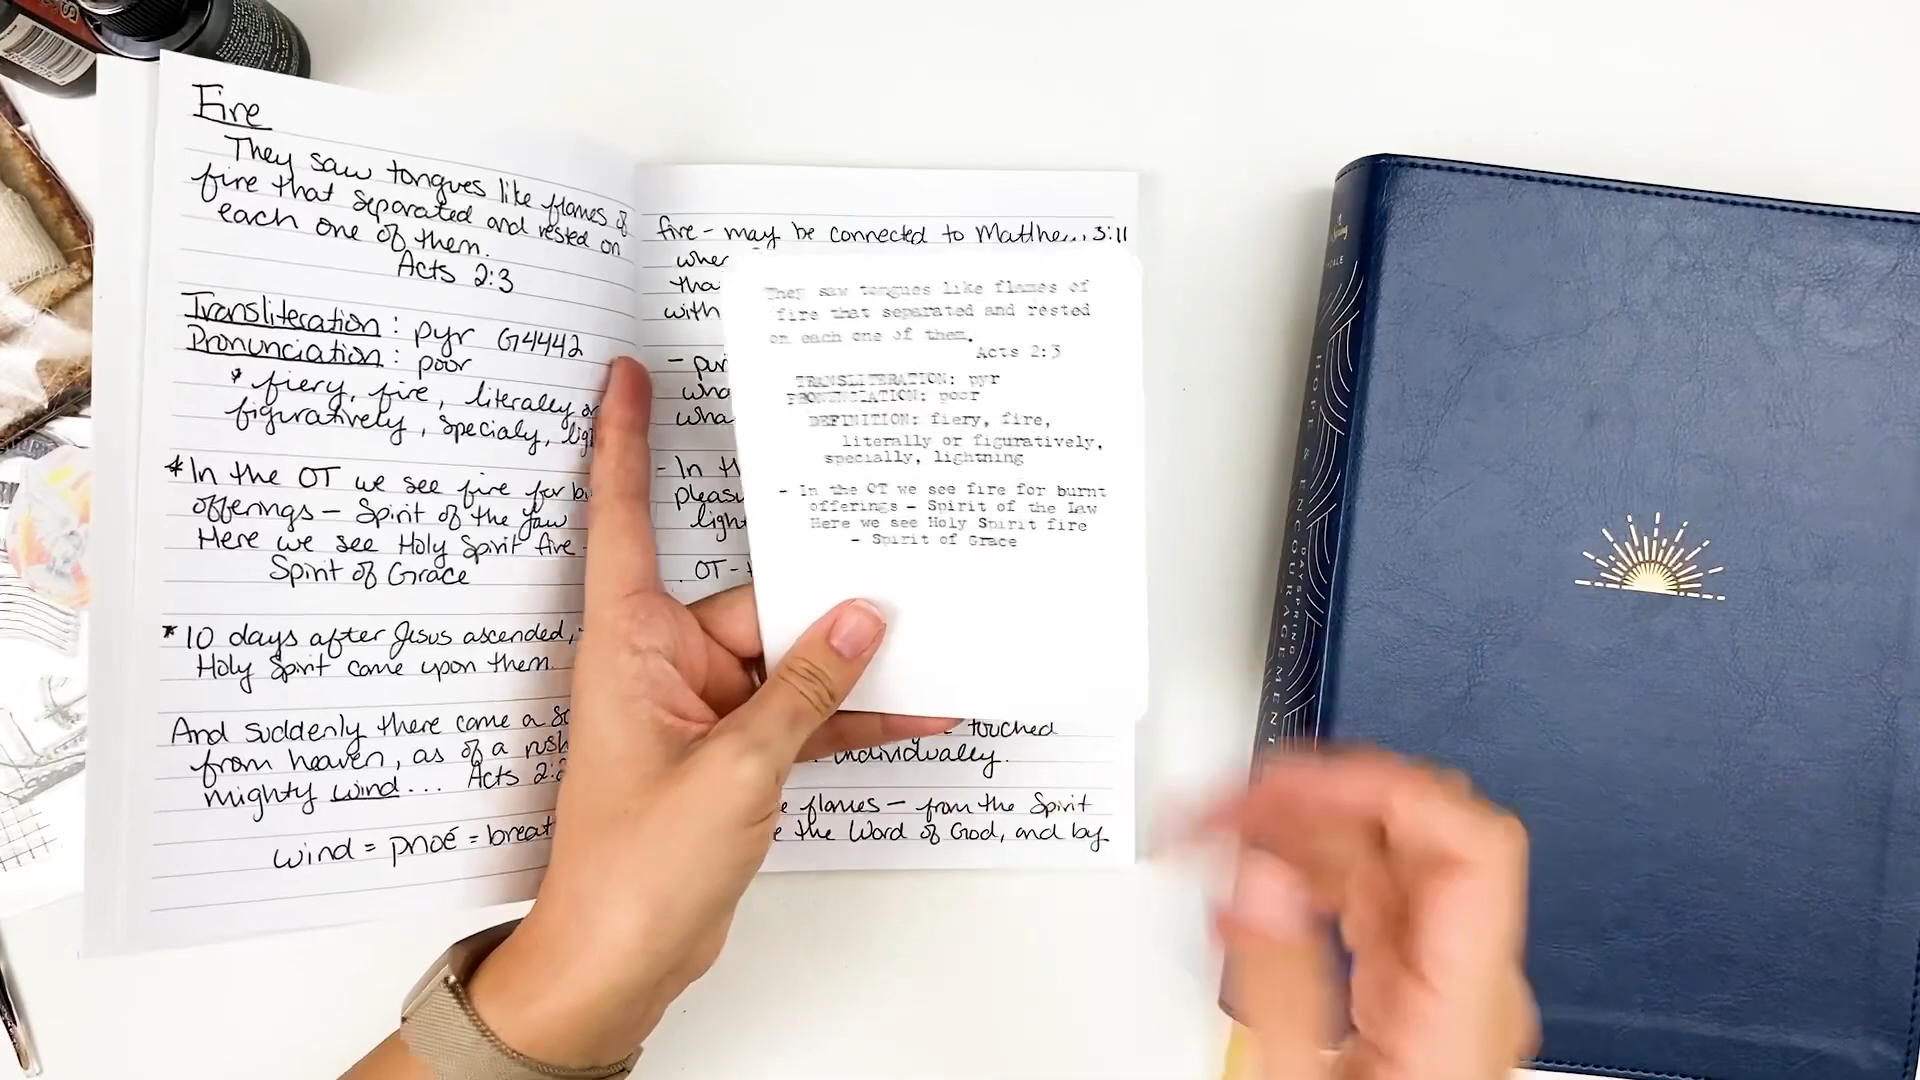 Fire
They saw tongues like flames of
fire that separated and rested on
each one of them.
Acts 2:3
Transliteration: pyr G4442
Pronunciation: poor
* fiery, fire, literally or
figuratively, specialy,
* In the OT we see fire for
offerings - Spirit of the Law
Here we see Holy Spirit fire -
Spirit of Grace
* 10 days after Jesus ascended,
Holy Spirit came upon them.
And suddenly there came a
from heaven, as of a
mighty wind... Acts
wind = pnoé =
fire - may be connected to 3:11
with
- In
OT -
touched
individually.
flames - from the Spirit
the Word of God, and by
They saw tongues like flames of
fire that separated and rested
on each one of them.
Acts 2:3
TRANSLITERATION: pyr
PRONUNCIATION: poor
DEFINITION: fiery, fire,
literally or figuratively,
specially, lightning
- In the OT we see fire for burnt
offerings - Spirit of the law
Here we see Holy Spirit fire
- Spirit of Grace
HOPE & ENCOURAGEMENT
DAYSPRING